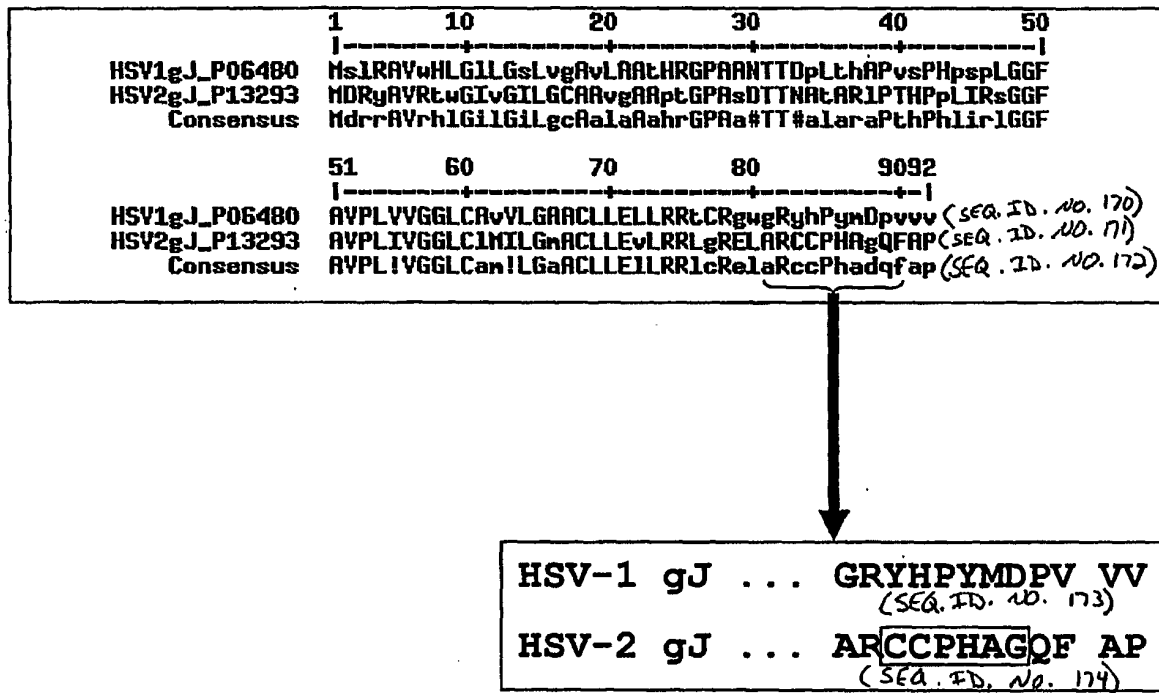 1 10 20 30 40 50
|--------+---------+---------+---------+---------|
HSV1gJ_P06480 MslRAVwHLGlLGsLvgAvLAAtHRGPAANTTDpLthAPvsPHpspLGGF
HSV2gJ_P13293 MDRyAVRtwGIvGILGCAAvgAAptGPAsDTTNAtARlPTHPpLIRsGGF
Consensus MdrrAVrhlGilGiLgcAalaAahrGPAa#TT#alaraPthPhlirlGGF
51 60 70 80 9092
|--------+---------+---------+---------+-|
HSV1gJ_P06480 AVPLVVGGLCAvVLGAACLLELLRRtCRgwgRyhPymDpvvv (SEQ. ID. NO. 170)
HSV2gJ_P13293 AVPLIVGGLClMILGmACLLEvLRRLgRELARCCPHAgQFAP (SEQ. ID. NO. 171)
Consensus AVPL!VGGLCam!LGaACLLElLRRlcRelaRccPhadqfap (SEQ. ID. NO. 172)
HSV-1 gJ ... GRYHPYMDPV VV
(SEQ. ID. NO. 173)
HSV-2 gJ ... ARCCPHAGQF AP
(SEQ. ID. NO. 174)